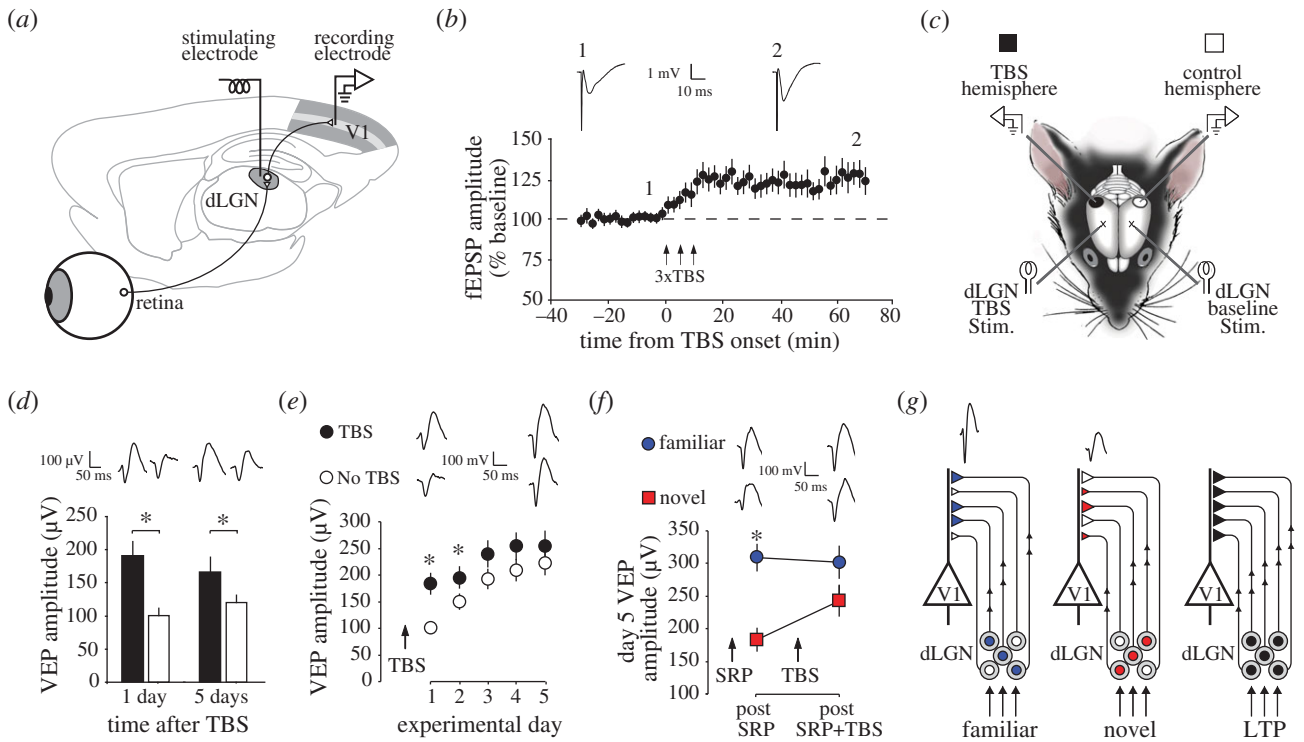 (a)
stimulating
electrode
recording
electrode
V1
dLGN
retina
(b)
1
2
1 mV
10 ms
150
125
100
75
50
fEPSP amplitude
(% baseline)
1
2
3xTBS
−40 −20 0 20 40 60 80
time from TBS onset (min)
(c)
TBS
hemisphere
control
hemisphere
dLGN
TBS
Stim.
dLGN
baseline
Stim.
(d)
100 µV
50 ms
VEP amplitude (µV)
250
200
150
100
50
0
* *
1 day 5 days
time after TBS
(e)
TBS
No TBS
100 mV
50 ms
VEP amplitude (µV)
300
250
200
150
100
50
0
* *
TBS
1 2 3 4 5
experimental day
(f)
familiar
novel
100 mV
50 ms
day 5 VEP
amplitude (µV)
350
300
250
200
150
100
*
SRP TBS
post
SRP
post
SRP+TBS
(g)
V1 V1 V1
dLGN dLGN dLGN
familiar novel LTP